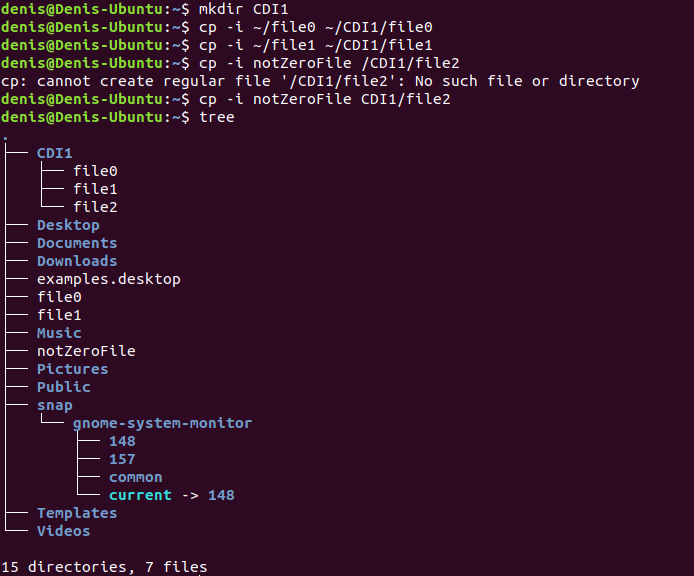 denis@Denis-Ubuntu:~$ mkdir CDI1
denis@Denis-Ubuntu:~$ cp -i ~/file0 ~/CDI1/file0
denis@Denis-Ubuntu:~$ cp -i ~/file1 ~/CDI1/file1
denis@Denis-Ubuntu:~$ cp -i notZeroFile /CDI1/file2
cp: cannot create regular file '/CDI1/file2': No such file or directory
denis@Denis-Ubuntu:~$ cp -i notZeroFile CDI1/file2
denis@Denis-Ubuntu:~$ tree
.
├── CDI1
│   ├── file0
│   ├── file1
│   └── file2
├── Desktop
├── Documents
├── Downloads
├── examples.desktop
├── file0
├── file1
├── Music
├── notZeroFile
├── Pictures
├── Public
├── snap
│   └── gnome-system-monitor
│       ├── 148
│       ├── 157
│       ├── common
│       └── current -> 148
├── Templates
└── Videos

15 directories, 7 files